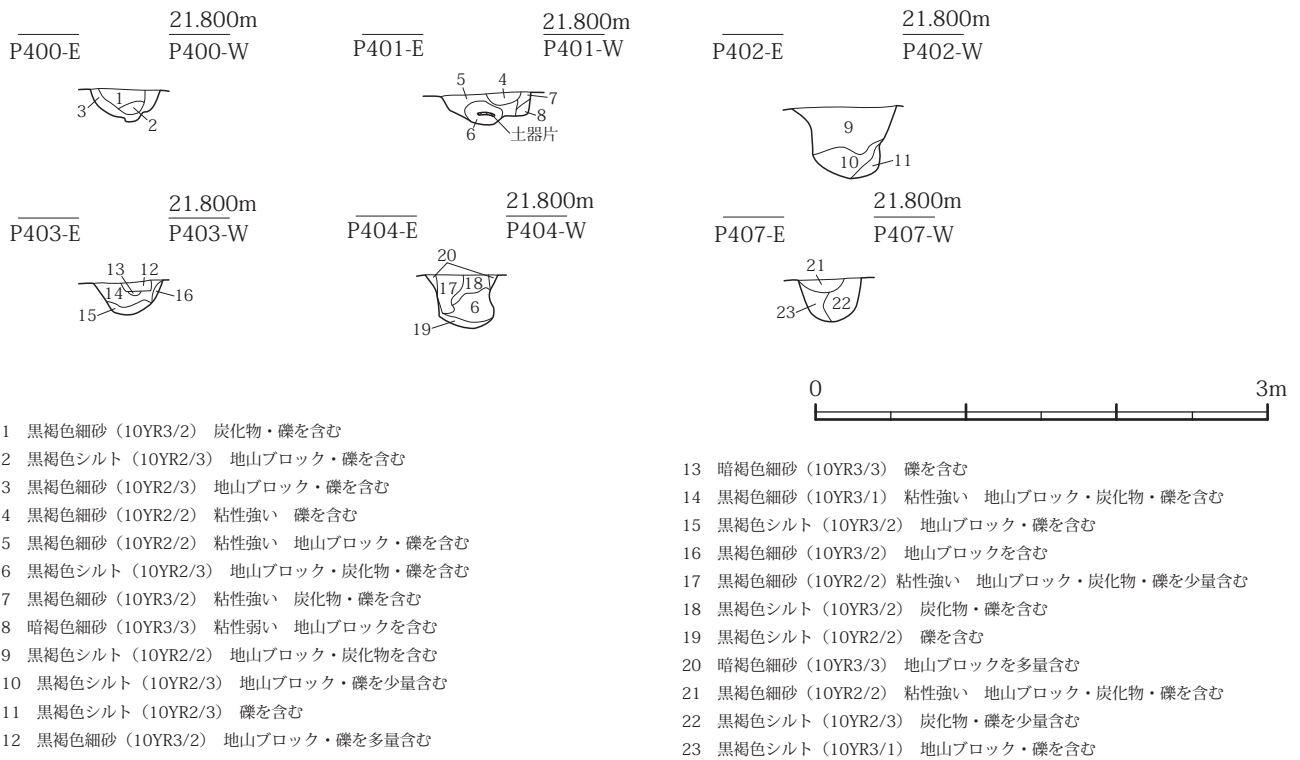 21.800m
P400-E P400-W
21.800m
P401-E P401-W
21.800m
P402-E P402-W
3 1 2
5 4 7 8 6 土器片
9 10 11
21.800m
P403-E P403-W
21.800m
P404-E P404-W
21.800m
P407-E P407-W
13 12 14 16 15
20 17 18 6 19
21 22 23
0 3m
1 黒褐色細砂（10YR3/2） 炭化物・礫を含む
2 黒褐色シルト（10YR2/3） 地山ブロック・礫を含む
3 黒褐色細砂（10YR2/3） 地山ブロック・礫を含む
4 黒褐色細砂（10YR2/2） 粘性強い 礫を含む
5 黒褐色細砂（10YR2/2） 粘性強い 地山ブロック・礫を含む
6 黒褐色シルト（10YR2/3） 地山ブロック・炭化物・礫を含む
7 黒褐色細砂（10YR3/2） 粘性強い 炭化物・礫を含む
8 暗褐色細砂（10YR3/3） 粘性弱い 地山ブロックを含む
9 黒褐色シルト（10YR2/2） 地山ブロック・炭化物を含む
10 黒褐色シルト（10YR2/3） 地山ブロック・礫を少量含む
11 黒褐色シルト（10YR2/3） 礫を含む
12 黒褐色細砂（10YR3/2） 地山ブロック・礫を多量含む
13 暗褐色細砂（10YR3/3） 礫を含む
14 黒褐色細砂（10YR3/1） 粘性強い 地山ブロック・炭化物・礫を含む
15 黒褐色シルト（10YR3/2） 地山ブロック・礫を含む
16 黒褐色細砂（10YR3/2） 地山ブロックを含む
17 黒褐色細砂（10YR2/2）粘性強い 地山ブロック・炭化物・礫を少量含む
18 黒褐色シルト（10YR3/2） 炭化物・礫を含む
19 黒褐色シルト（10YR2/2） 礫を含む
20 暗褐色細砂（10YR3/3） 地山ブロックを多量含む
21 黒褐色細砂（10YR2/2） 粘性強い 地山ブロック・炭化物・礫を含む
22 黒褐色シルト（10YR2/3） 炭化物・礫を少量含む
23 黒褐色シルト（10YR3/1） 地山ブロック・礫を含む